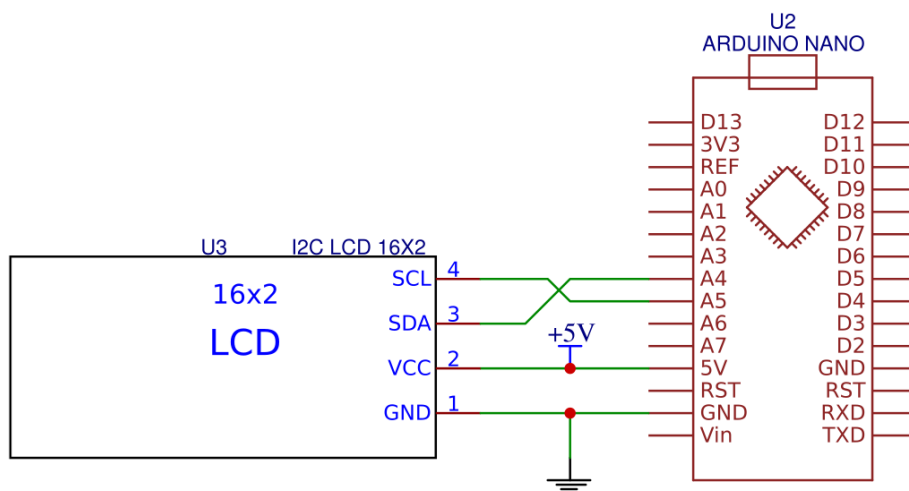 U2
ARDUINO NANO
D13 D12
3V3 D11
REF D10
A0 D9
A1 D8
A2 D7
A3 D6
A4 D5
A5 D4
A6 D3
A7 D2
5V GND
RST RST
GND RXD
Vin TXD
U3 I2C LCD 16X2
16x2
LCD
SCL 4
SDA 3
VCC 2
GND 1
+5V